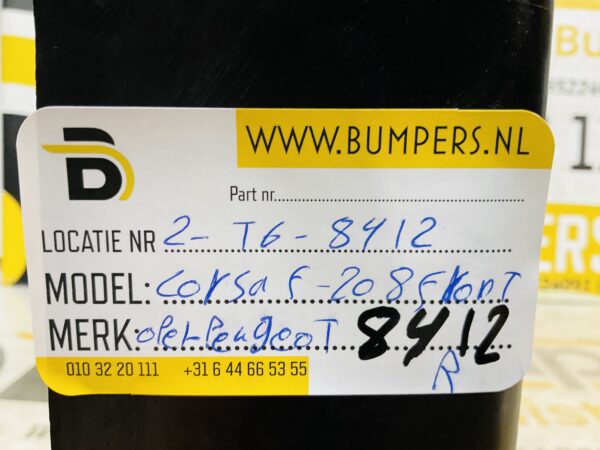 WWW.BUMPERS.NL
Part nr.
LOCATIE NR 2-T6-8412
MODEL: Corsa F-208 Front
MERK: opel-PeugeoT 8412
R
010 32 20 111 +31 6 44 66 53 55
Bu